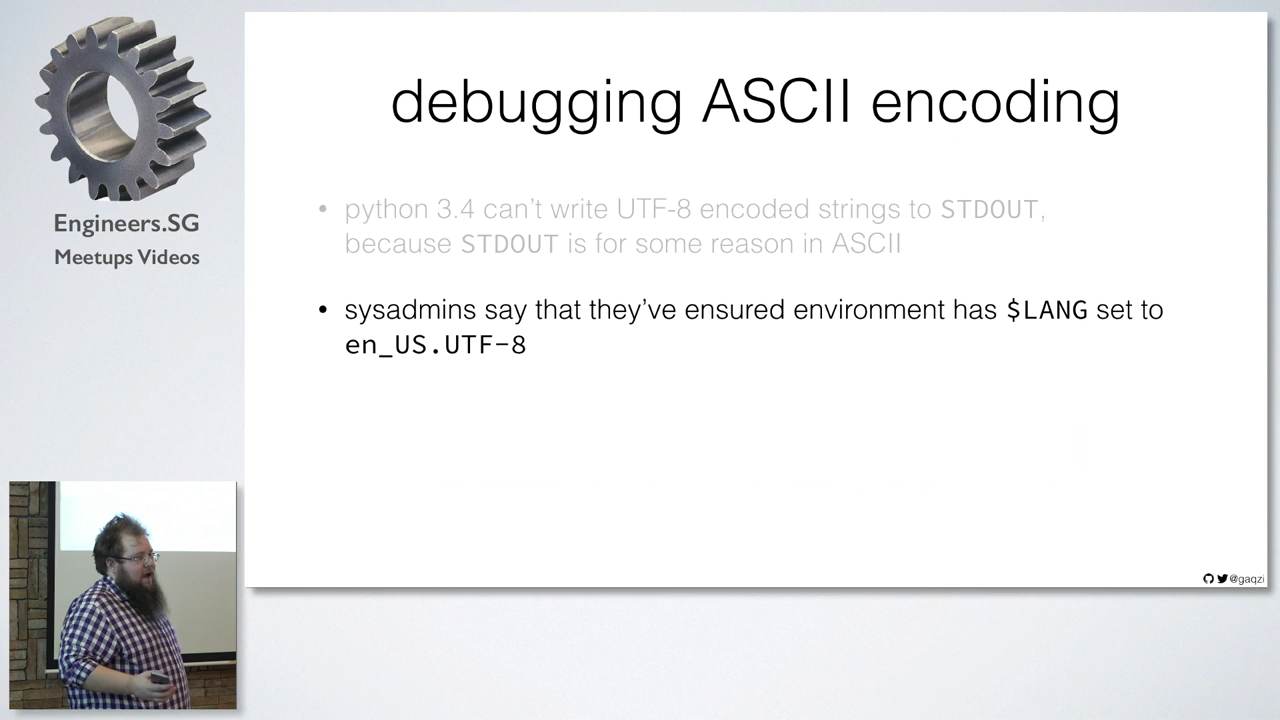 Engineers.SG
Meetups Videos
debugging ASCII encoding
• python 3.4 can’t write UTF-8 encoded strings to STDOUT,
because STDOUT is for some reason in ASCII
• sysadmins say that they’ve ensured environment has $LANG set to
en_US.UTF-8
@gaqzi